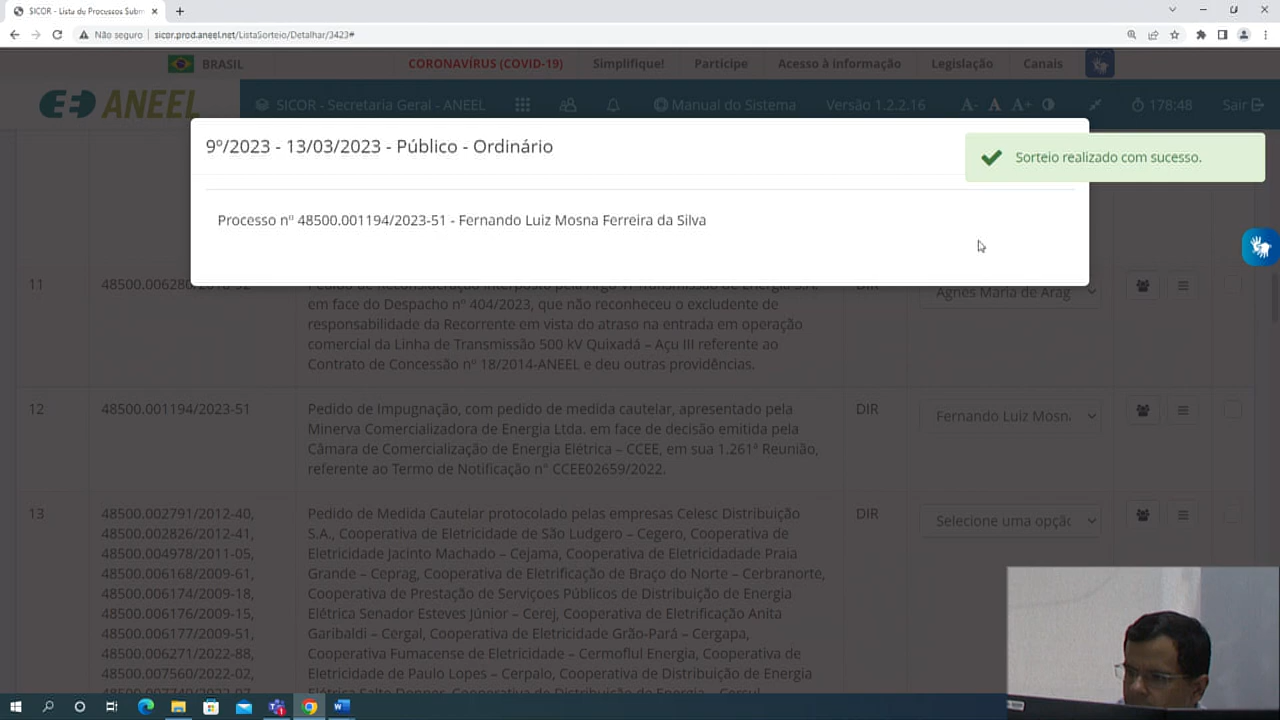 SICOR - Lista de Processos Subm
Não seguro
sicor.prod.aneel.net/ListaSorteio/Detalhar/3423#
BRASIL
CORONAVÍRUS (COVID-19)
Simplifique!
Participe
Acesso à informação
Legislação
Canais
ANEEL
SICOR - Secretaria Geral - ANEEL
Manual do Sistema
Versão 1.2.2.16
A-
A
A+
178:48
Sair
9º/2023 - 13/03/2023 - Público - Ordinário
Sorteio realizado com sucesso.
Processo nº 48500.001194/2023-51 - Fernando Luiz Mosna Ferreira da Silva
11
DIR
Agnes Maria de Arag
em face do Despacho nº 404/2023, que não reconheceu o excludente de
responsabilidade da Recorrente em vista do atraso na entrada em operação
comercial da Linha de Transmissão 500 kV Quixadá – Açu III referente ao
Contrato de Concessão nº 18/2014-ANEEL e deu outras providências.
12
48500.001194/2023-51
Pedido de Impugnação, com pedido de medida cautelar, apresentado pela
Minerva Comercializadora de Energia Ltda. em face de decisão emitida pela
Câmara de Comercialização de Energia Elétrica – CCEE, em sua 1.261ª Reunião,
referente ao Termo de Notificação n° CCEE02659/2022.
DIR
Fernando Luiz Mosn
13
48500.002791/2012-40,
48500.002826/2012-41,
48500.004978/2011-05,
48500.006168/2009-61,
48500.006174/2009-18,
48500.006176/2009-15,
48500.006177/2009-51,
48500.006271/2022-88,
48500.007560/2022-02,
Pedido de Medida Cautelar protocolado pelas empresas Celesc Distribuição
S.A., Cooperativa de Eletricidade de São Ludgero – Cegero, Cooperativa de
Eletricidade Jacinto Machado – Cejama, Cooperativa de Eletricidadade Praia
Grande – Ceprag, Cooperativa de Eletrificação de Braço do Norte – Cerbranorte,
Cooperativa de Prestação de Serviçoes Públicos de Distribuição de Energia
Elétrica Senador Esteves Júnior – Cerej, Cooperativa de Eletrificação Anita
Garibaldi – Cergal, Cooperativa de Eletricidade Grão-Pará – Cergapa,
Cooperativa Fumacense de Eletricidade – Cermoflul Energia, Cooperativa de
Eletricidade de Paulo Lopes – Cerpalo, Cooperativa de Distribuição de Energia
DIR
Selecione uma opçã